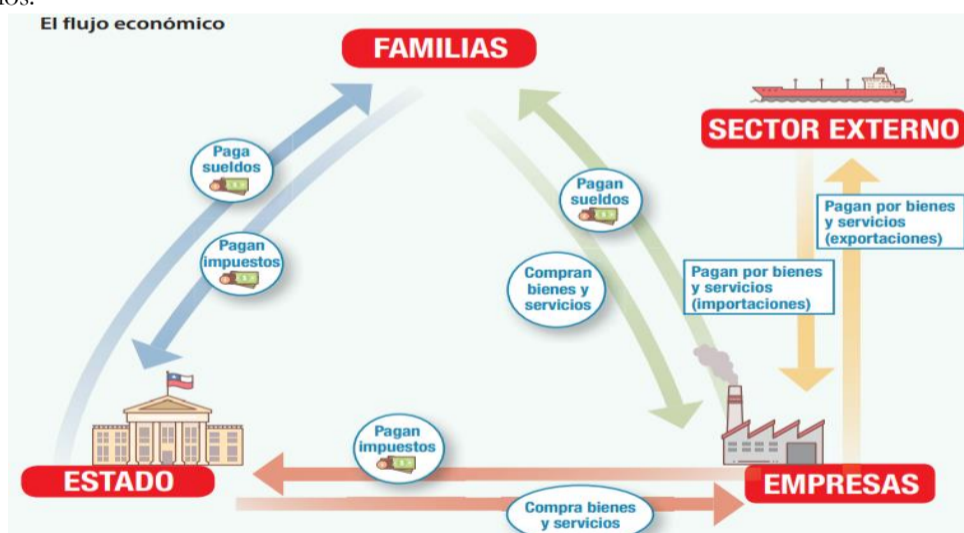 El flujo económico
FAMILIAS
SECTOR EXTERNO
Paga
sueldos
Pagan
impuestos
Pagan
sueldos
Compran
bienes y
servicios
Pagan por bienes
y servicios
(exportaciones)
Pagan por bienes
y servicios
(importaciones)
Pagan
impuestos
ESTADO
EMPRESAS
Compra bienes
y servicios